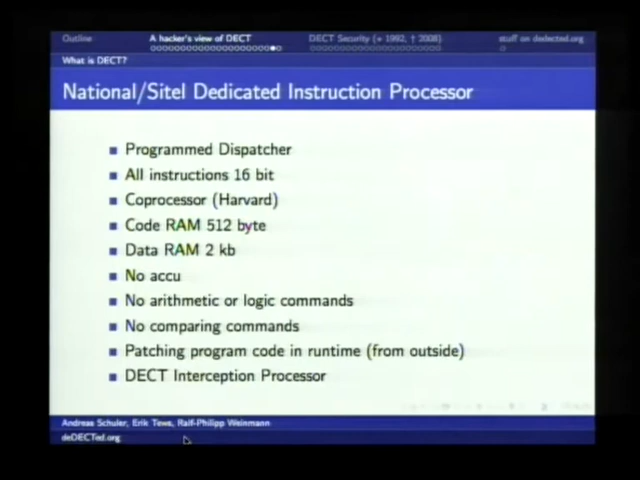 Outline
A hacker's view of DECT
DECT Security (* 1992, † 2008)
stuff on dedected.org
What is DECT?
National/Sitel Dedicated Instruction Processor
Programmed Dispatcher
All instructions 16 bit
Coprocessor (Harvard)
Code RAM 512 byte
Data RAM 2 kb
No accu
No arithmetic or logic commands
No comparing commands
Patching program code in runtime (from outside)
DECT Interception Processor
Andreas Schuler, Erik Tews, Ralf-Philipp Weinmann
deDECTed.org